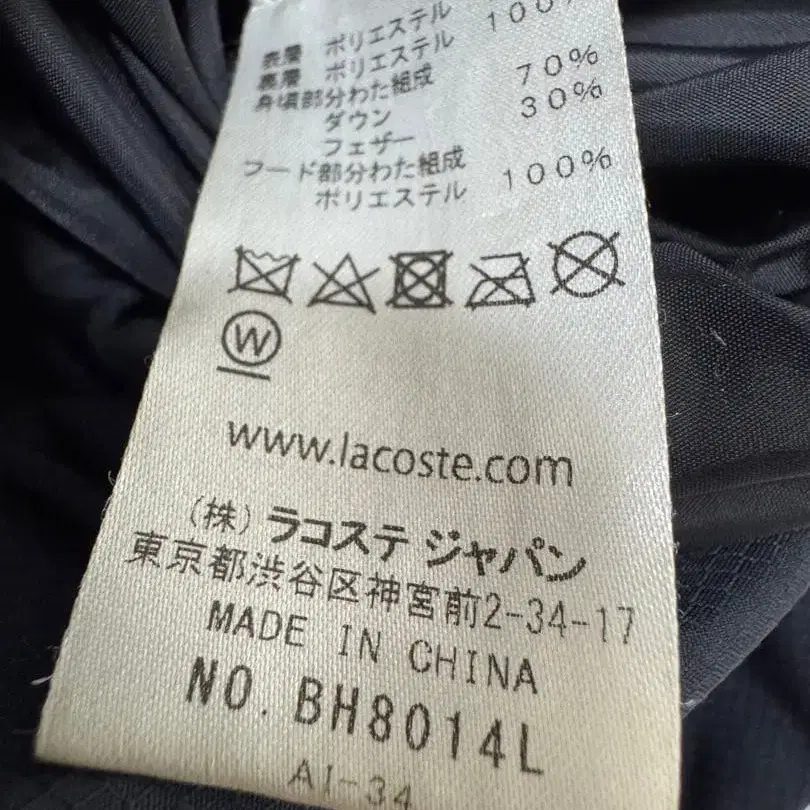 表層 ポリエステル 100%
裏層 ポリエステル
身頃部分わた組成
ダウン 70%
フェザー 30%
フード部分わた組成
ポリエステル 100%
W
www.lacoste.com
(株) ラコステ ジャパン
東京都渋谷区神宮前2-34-17
MADE IN CHINA
NO. BH8014L
AI-34